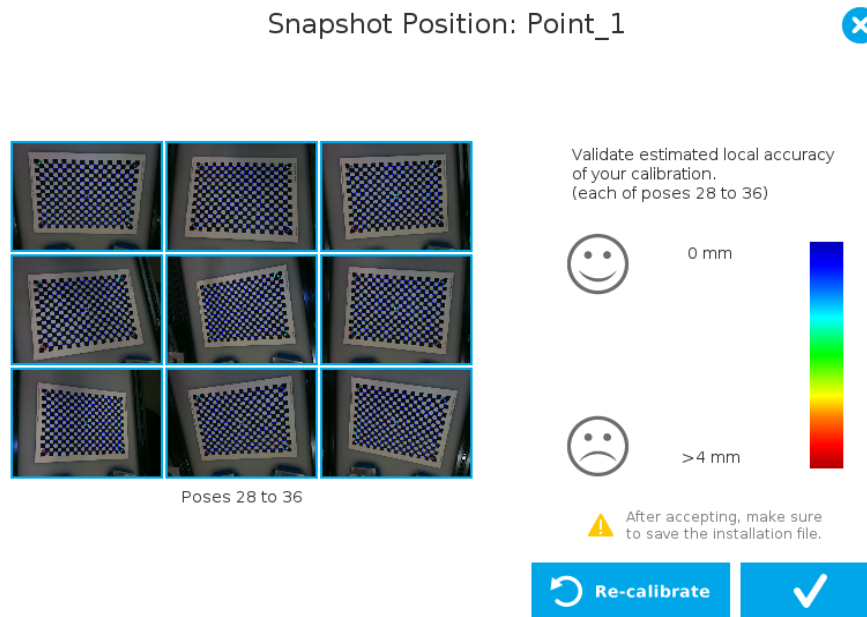 Snapshot Position: Point_1
Validate estimated local accuracy
of your calibration.
(each of poses 28 to 36)
0 mm
>4 mm
Poses 28 to 36
After accepting, make sure
to save the installation file.
Re-calibrate